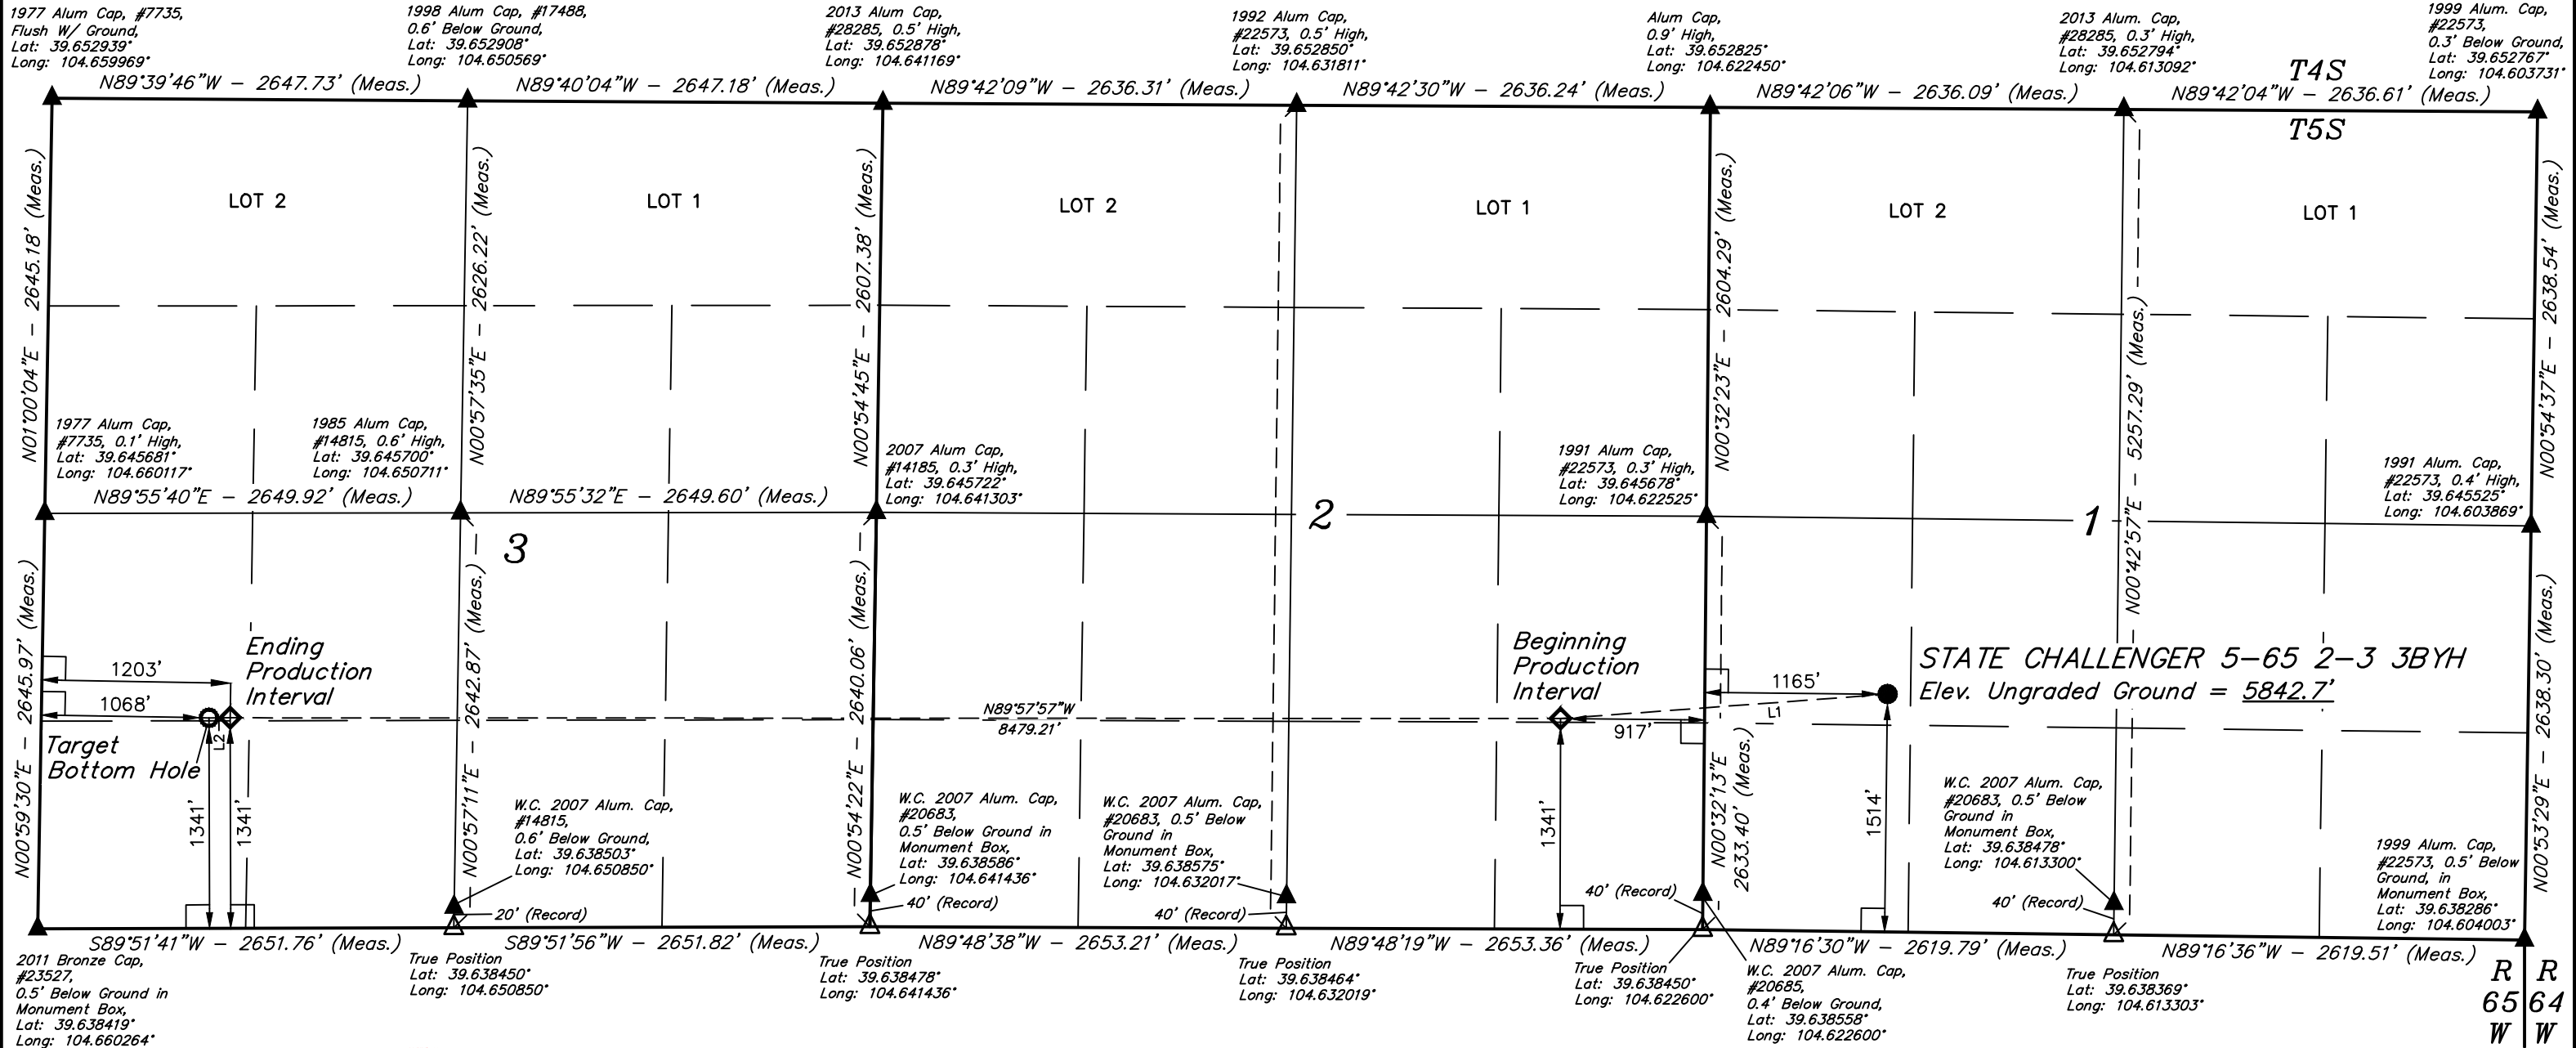 1977 Alum Cap, #7735,
Flush W/ Ground,
Lat: 39.652939°
Long: 104.659969°
1998 Alum Cap, #17488,
0.6' Below Ground,
Lat: 39.652908°
Long: 104.650569°
2013 Alum Cap,
#28285, 0.5' High,
Lat: 39.652878°
Long: 104.641169°
1992 Alum Cap,
#22573, 0.5' High,
Lat: 39.652850°
Long: 104.631811°
Alum Cap,
0.9' High,
Lat: 39.652825°
Long: 104.622450°
2013 Alum. Cap,
#28285, 0.3' High,
Lat: 39.652794°
Long: 104.613092°
1999 Alum. Cap,
#22573,
0.3' Below Ground,
Lat: 39.652767°
Long: 104.603731°
N89°39'46"W – 2647.73' (Meas.)
N89°40'04"W – 2647.18' (Meas.)
N89°42'09"W – 2636.31' (Meas.)
N89°42'30"W – 2636.24' (Meas.)
N89°42'06"W – 2636.09' (Meas.)
N89°42'04"W – 2636.61' (Meas.)
T4S
T5S
LOT 2
LOT 1
LOT 2
LOT 1
LOT 2
LOT 1
N01°00'04"E – 2645.18' (Meas.)
N00°57'35"E – 2626.22' (Meas.)
N00°54'45"E – 2607.38' (Meas.)
N00°32'23"E – 2604.29' (Meas.)
N00°42'57"E – 5257.29' (Meas.)
N00°54'37"E – 2638.54' (Meas.)
1977 Alum Cap,
#7735, 0.1' High,
Lat: 39.645681°
Long: 104.660117°
1985 Alum Cap,
#14815, 0.6' High,
Lat: 39.645700°
Long: 104.650711°
2007 Alum Cap,
#14185, 0.3' High,
Lat: 39.645722°
Long: 104.641303°
1991 Alum Cap,
#22573, 0.3' High,
Lat: 39.645678°
Long: 104.622525°
1991 Alum. Cap,
#22573, 0.4' High,
Lat: 39.645525°
Long: 104.603869°
N89°55'40"E – 2649.92' (Meas.)
N89°55'32"E – 2649.60' (Meas.)
3
2
1
N00°59'30"E – 2645.97' (Meas.)
N00°57'11"E – 2642.87' (Meas.)
N00°54'22"E – 2640.06' (Meas.)
N00°32'13"E
2633.40' (Meas.)
N00°53'29"E – 2638.30' (Meas.)
Ending
Production
Interval
1203'
1068'
Target
Bottom Hole
L2
1341'
1341'
N89°57'57"W
8479.21'
Beginning
Production
Interval
917'
1341'
1165'
L1
1514'
STATE CHALLENGER 5-65 2-3 3BYH
Elev. Ungraded Ground = 5842.7'
W.C. 2007 Alum. Cap,
#14815,
0.6' Below Ground,
Lat: 39.638503°
Long: 104.650850°
20' (Record)
W.C. 2007 Alum. Cap,
#20683,
0.5' Below Ground in
Monument Box,
Lat: 39.638586°
Long: 104.641436°
40' (Record)
W.C. 2007 Alum. Cap,
#20683, 0.5' Below
Ground in
Monument Box,
Lat: 39.638575°
Long: 104.632017°
40' (Record)
40' (Record)
W.C. 2007 Alum. Cap,
#20683, 0.5' Below
Ground in
Monument Box,
Lat: 39.638478°
Long: 104.613300°
40' (Record)
1999 Alum. Cap,
#22573, 0.5' Below
Ground, in
Monument Box,
Lat: 39.638286°
Long: 104.604003°
S89°51'41"W – 2651.76' (Meas.)
S89°51'56"W – 2651.82' (Meas.)
N89°48'38"W – 2653.21' (Meas.)
N89°48'19"W – 2653.36' (Meas.)
N89°16'30"W – 2619.79' (Meas.)
N89°16'36"W – 2619.51' (Meas.)
2011 Bronze Cap,
#23527,
0.5' Below Ground in
Monument Box,
Lat: 39.638419°
Long: 104.660264°
True Position
Lat: 39.638450°
Long: 104.650850°
True Position
Lat: 39.638478°
Long: 104.641436°
True Position
Lat: 39.638464°
Long: 104.632019°
True Position
Lat: 39.638450°
Long: 104.622600°
W.C. 2007 Alum. Cap,
#20685,
0.4' Below Ground,
Lat: 39.638558°
Long: 104.622600°
True Position
Lat: 39.638369°
Long: 104.613303°
R R
65 64
W W